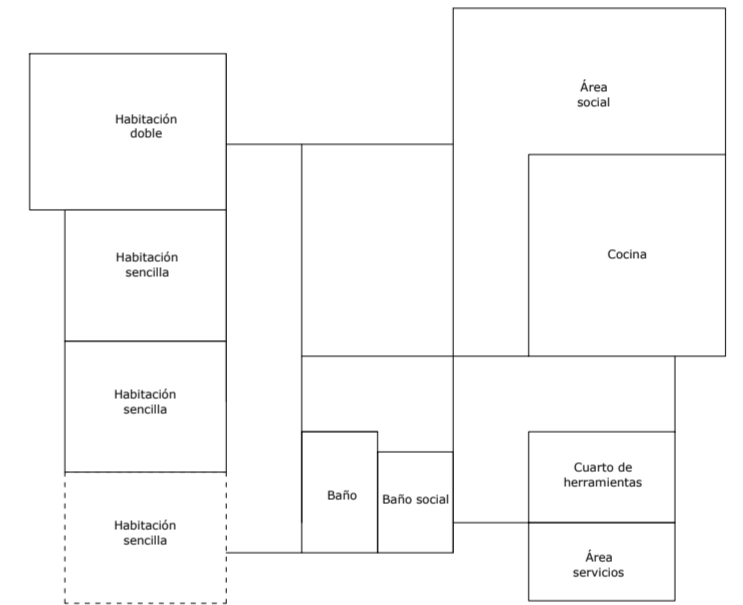 Área
social
Habitación
doble
Habitación
sencilla
Cocina
Habitación
sencilla
Baño
Baño social
Cuarto de
herramientas
Habitación
sencilla
Área
servicios